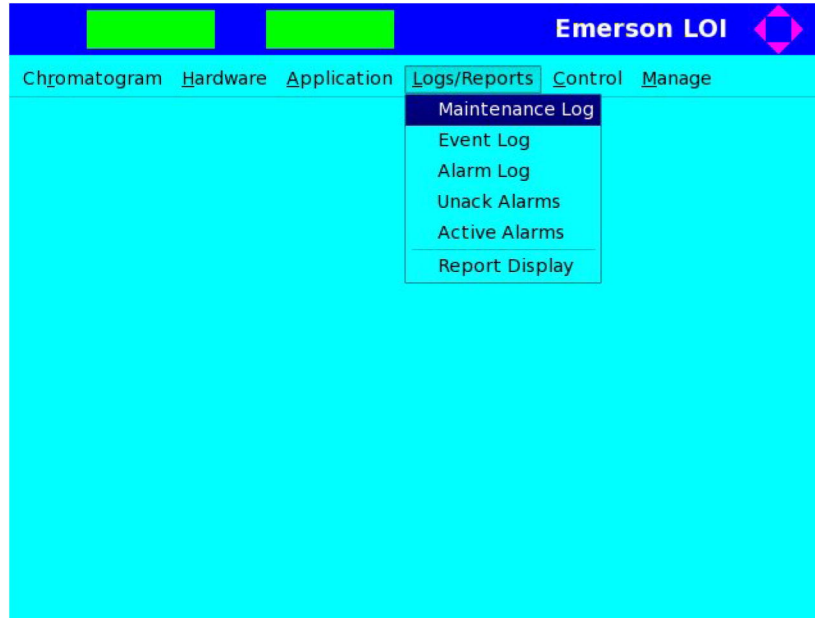 Emerson LOI
Chromatogram Hardware Application Logs/Reports Control Manage
Maintenance Log
Event Log
Alarm Log
Unack Alarms
Active Alarms
Report Display